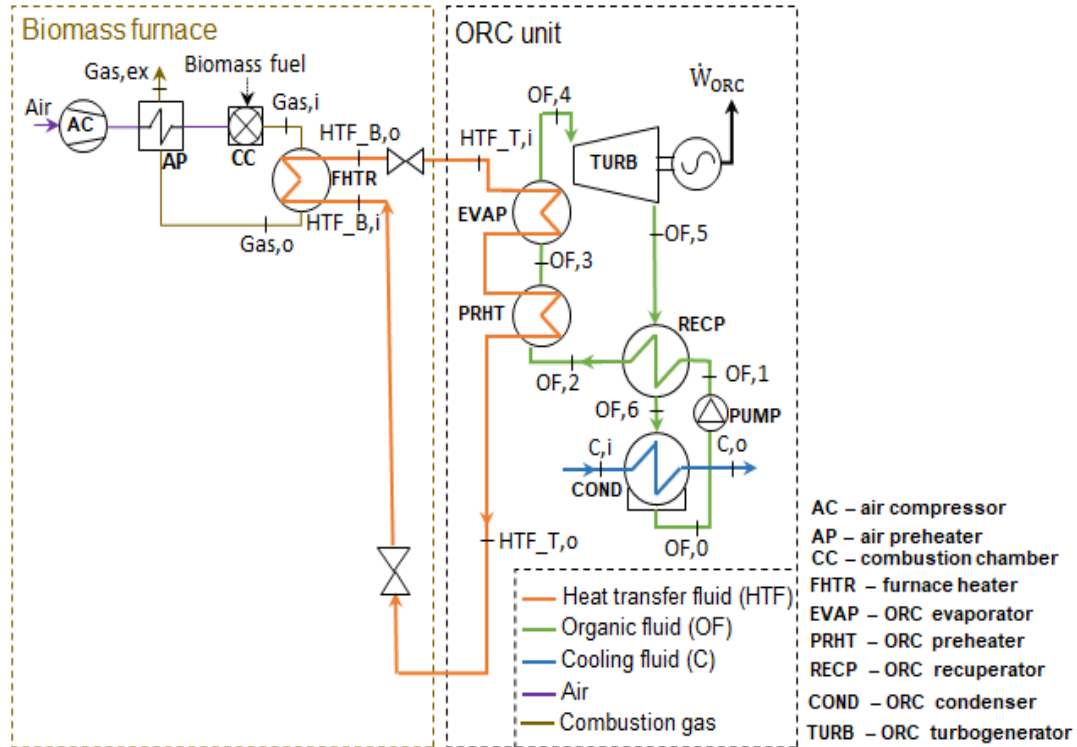 Biomass furnace
ORC unit
Gas,ex
Biomass fuel
Air
AC
AP
CC
Gas,i
HTF_B,o
FHTR
HTF_B,i
Gas,o
HTF_T,i
OF,4
ẆORC
TURB
EVAP
OF,5
OF,3
PRHT
RECP
OF,2
OF,1
OF,6
PUMP
C,i
C,o
COND
OF,0
HTF_T,o
Heat transfer fluid (HTF)
Organic fluid (OF)
Cooling fluid (C)
Air
Combustion gas
AC – air compressor
AP – air preheater
CC – combustion chamber
FHTR – furnace heater
EVAP – ORC evaporator
PRHT – ORC preheater
RECP – ORC recuperator
COND – ORC condenser
TURB – ORC turbogenerator